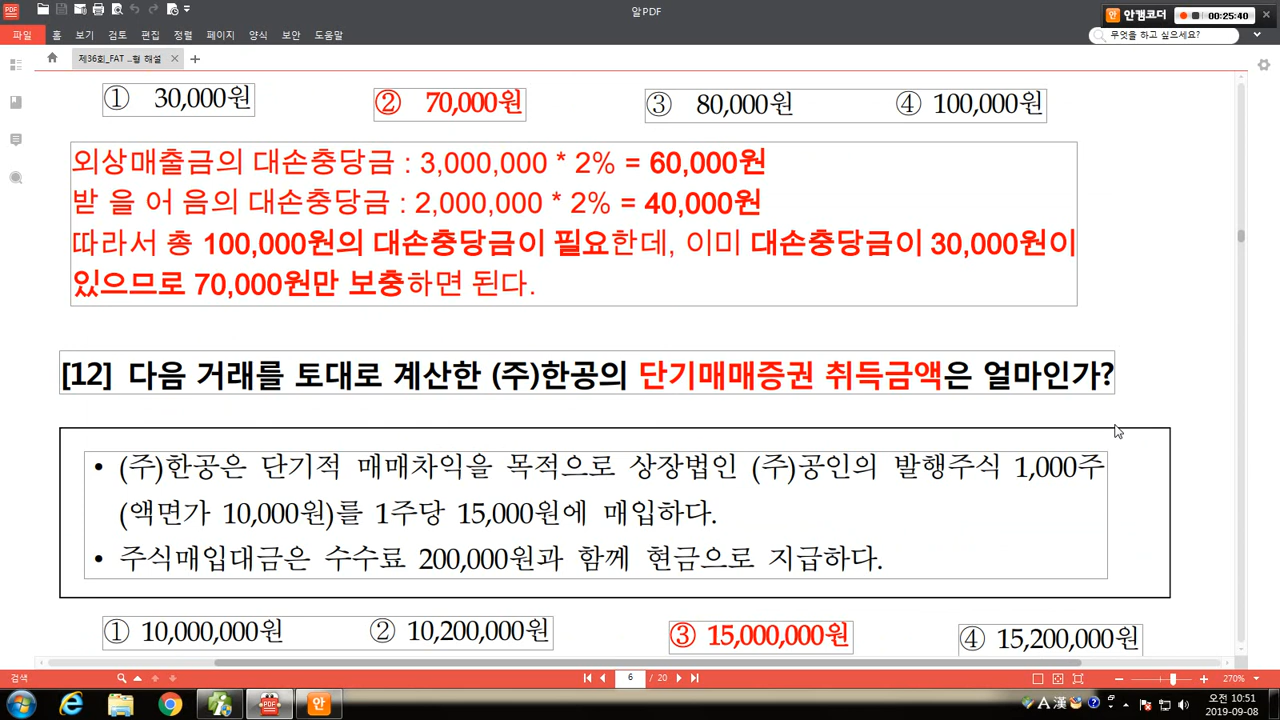 알PDF
안캠코더
00:25:40
파일 홈 보기 검토 편집 정렬 페이지 양식 보안 도움말
무엇을 하고 싶으세요?
제36회_FAT ...형 해설
① 30,000원 ② 70,000원 ③ 80,000원 ④ 100,000원
외상매출금의 대손충당금 : 3,000,000 * 2% = 60,000원
받 을 어 음의 대손충당금 : 2,000,000 * 2% = 40,000원
따라서 총 100,000원의 대손충당금이 필요한데, 이미 대손충당금이 30,000원이
있으므로 70,000원만 보충하면 된다.
[12] 다음 거래를 토대로 계산한 (주)한공의 단기매매증권 취득금액은 얼마인가?
• (주)한공은 단기적 매매차익을 목적으로 상장법인 (주)공인의 발행주식 1,000주
(액면가 10,000원)를 1주당 15,000원에 매입하다.
• 주식매입대금은 수수료 200,000원과 함께 현금으로 지급하다.
① 10,000,000원 ② 10,200,000원 ③ 15,000,000원 ④ 15,200,000원
검색
6 / 20
270%
A 漢
오전 10:51
2019-09-08